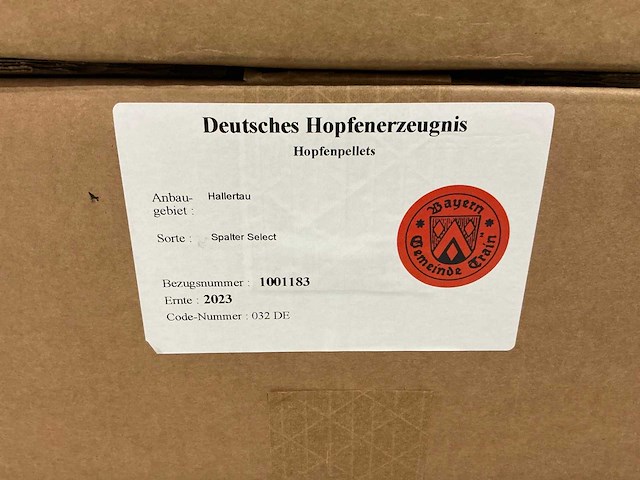 Deutsches Hopfenerzeugnis
Hopfenpellets
Anbau-
gebiet : Hallertau
Sorte : Spalter Select
Bezugsnummer : 1001183
Ernte : 2023
Code-Nummer : 032 DE
Bayern
Gemeinde Train